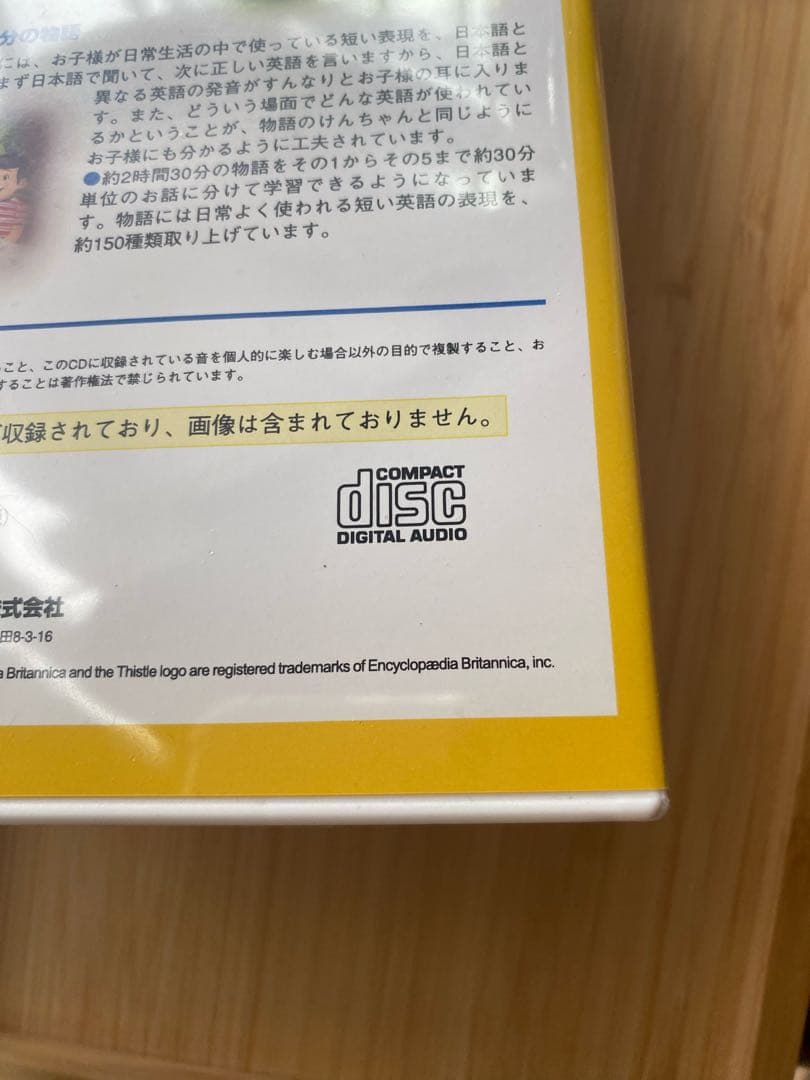 分の物語
には、お子様が日常生活の中で使っている短い表現を、日本語と
まず日本語で聞いて、次に正しい英語を言いますから、日本語と
異なる英語の発音がすんなりとお子様の耳に入りま
す。また、どういう場面でどんな英語が使われてい
るかということが、物語のけんちゃんと同じように
お子様にも分かるように工夫されています。
●約2時間30分の物語をその1からその5まで約30分
単位のお話に分けて学習できるようになっていま
す。物語には日常よく使われる短い英語の表現を、
約150種類取り上げています。
こと、このCDに収録されている音を個人的に楽しむ場合以外の目的で複製すること、お
することは著作権法で禁じられています。
収録されており、画像は含まれておりません。
COMPACT
disc
DIGITAL AUDIO
式会社
田8-3-16
a Britannica and the Thistle logo are registered trademarks of Encyclopædia Britannica, inc.